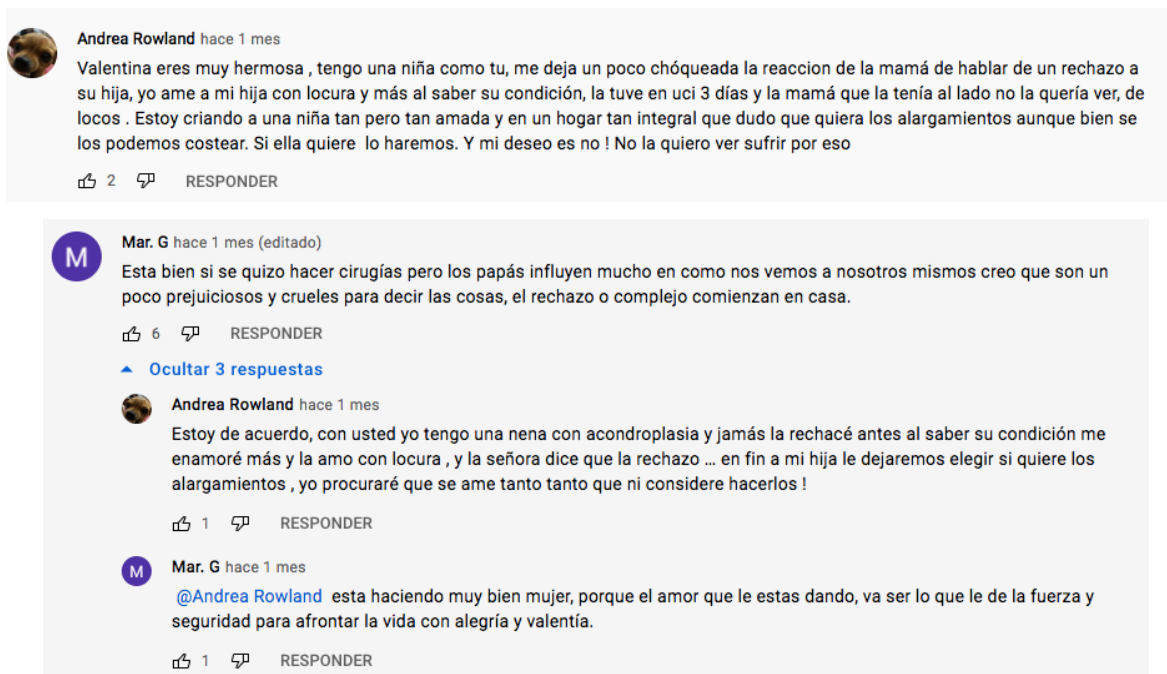 Andrea Rowland hace 1 mes
Valentina eres muy hermosa , tengo una niña como tu, me deja un poco chóqueada la reaccion de la mamá de hablar de un rechazo a
su hija, yo ame a mi hija con locura y más al saber su condición, la tuve en uci 3 días y la mamá que la tenía al lado no la quería ver, de
locos . Estoy criando a una niña tan pero tan amada y en un hogar tan integral que dudo que quiera los alargamientos aunque bien se
los podemos costear. Si ella quiere lo haremos. Y mi deseo es no ! No la quiero ver sufrir por eso
2 RESPONDER
M
Mar. G hace 1 mes (editado)
Esta bien si se quizo hacer cirugías pero los papás influyen mucho en como nos vemos a nosotros mismos creo que son un
poco prejuiciosos y crueles para decir las cosas, el rechazo o complejo comienzan en casa.
6 RESPONDER
Ocultar 3 respuestas
Andrea Rowland hace 1 mes
Estoy de acuerdo, con usted yo tengo una nena con acondroplasia y jamás la rechacé antes al saber su condición me
enamoré más y la amo con locura , y la señora dice que la rechazo … en fin a mi hija le dejaremos elegir si quiere los
alargamientos , yo procuraré que se ame tanto tanto que ni considere hacerlos !
1 RESPONDER
M
Mar. G hace 1 mes
@Andrea Rowland esta haciendo muy bien mujer, porque el amor que le estas dando, va ser lo que le de la fuerza y
seguridad para afrontar la vida con alegría y valentía.
1 RESPONDER